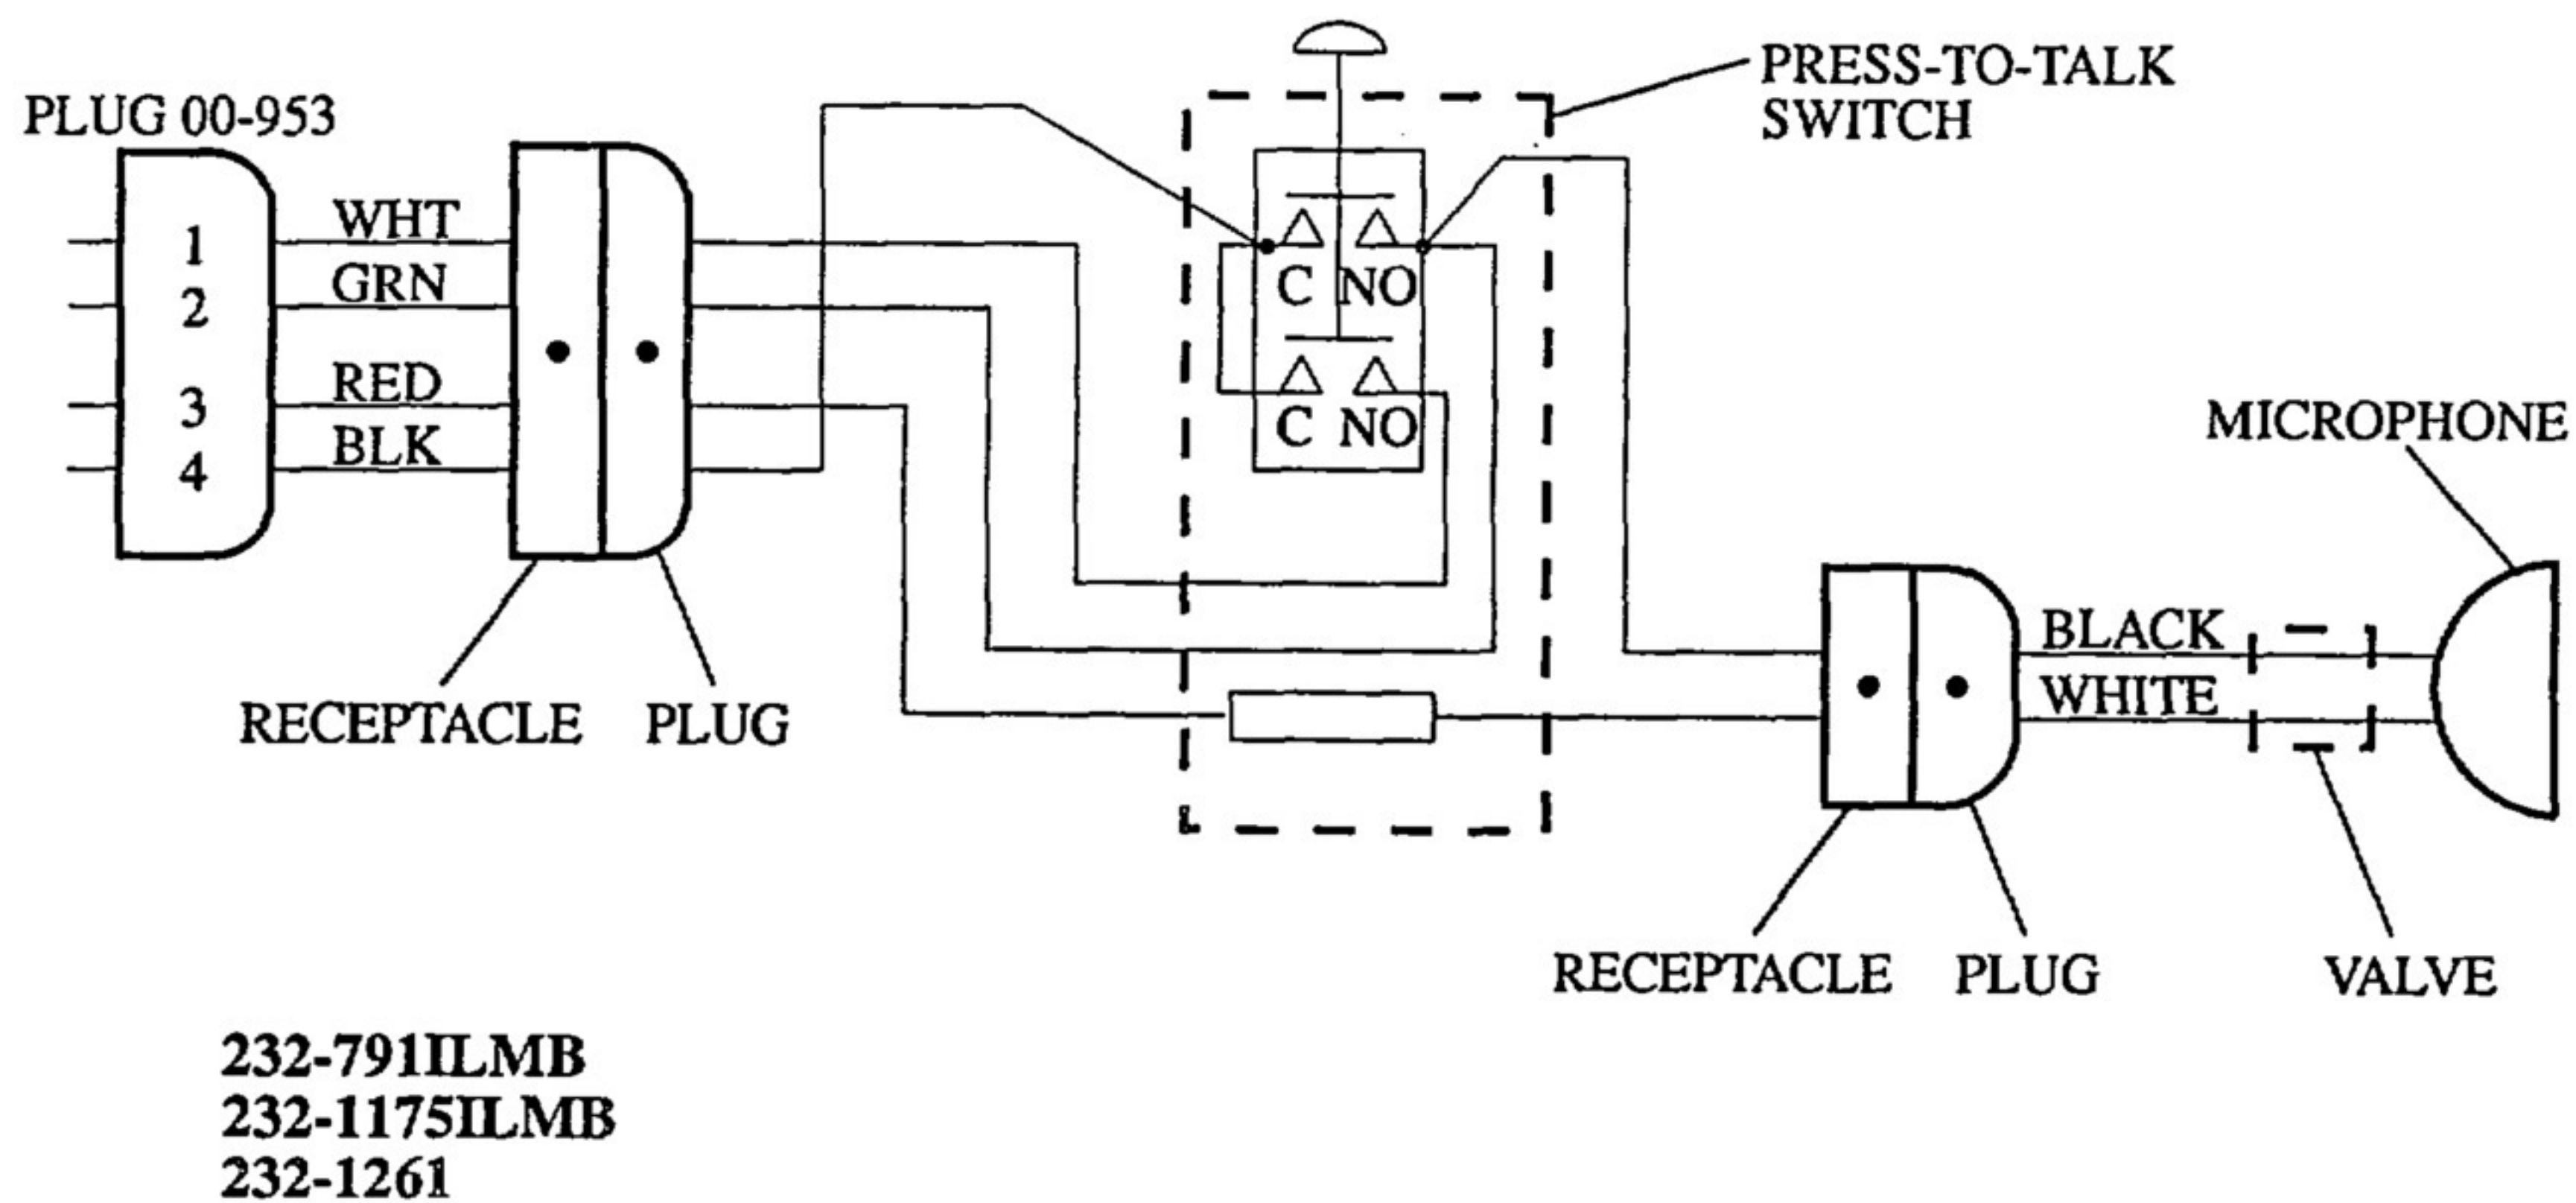 PRESS-TO-TALK
SWITCH
PLUG 00-953
WHT
1
GRN
2
C NO
RED
3
BLK
4
C NO
MICROPHONE
BLACK
WHITE
RECEPTACLE PLUG
RECEPTACLE PLUG VALVE
232-791ILMB
232-1175ILMB
232-1261